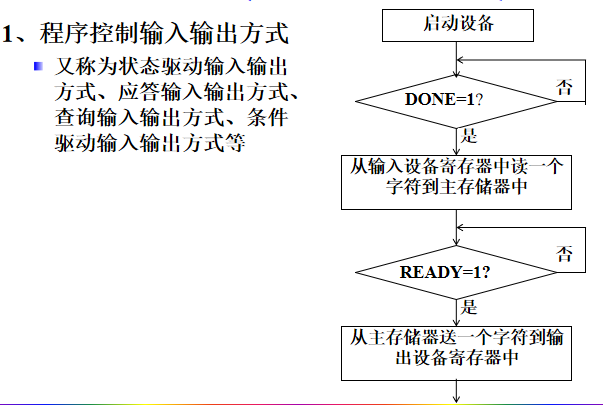 1、程序控制输入输出方式
又称为状态驱动输入输出
方式、应答输入输出方式、
查询输入输出方式、条件
驱动输入输出方式等
启动设备
DONE=1?
否
是
从输入设备寄存器中读一个
字符到主存储器中
READY=1?
否
是
从主存储器送一个字符到输
出设备寄存器中